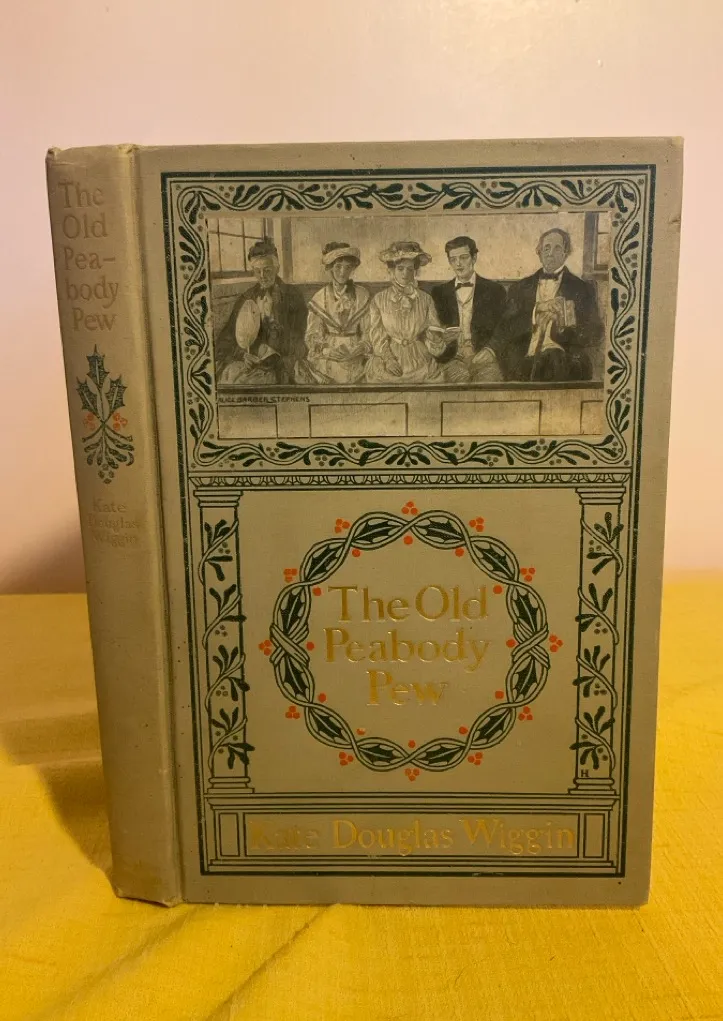 The
Old
Pea-
body
Pew
Kate
Douglas
Wiggin
ALICE BARBER STEPHENS
The Old
Peabody
Pew
H
Kate Douglas Wiggin